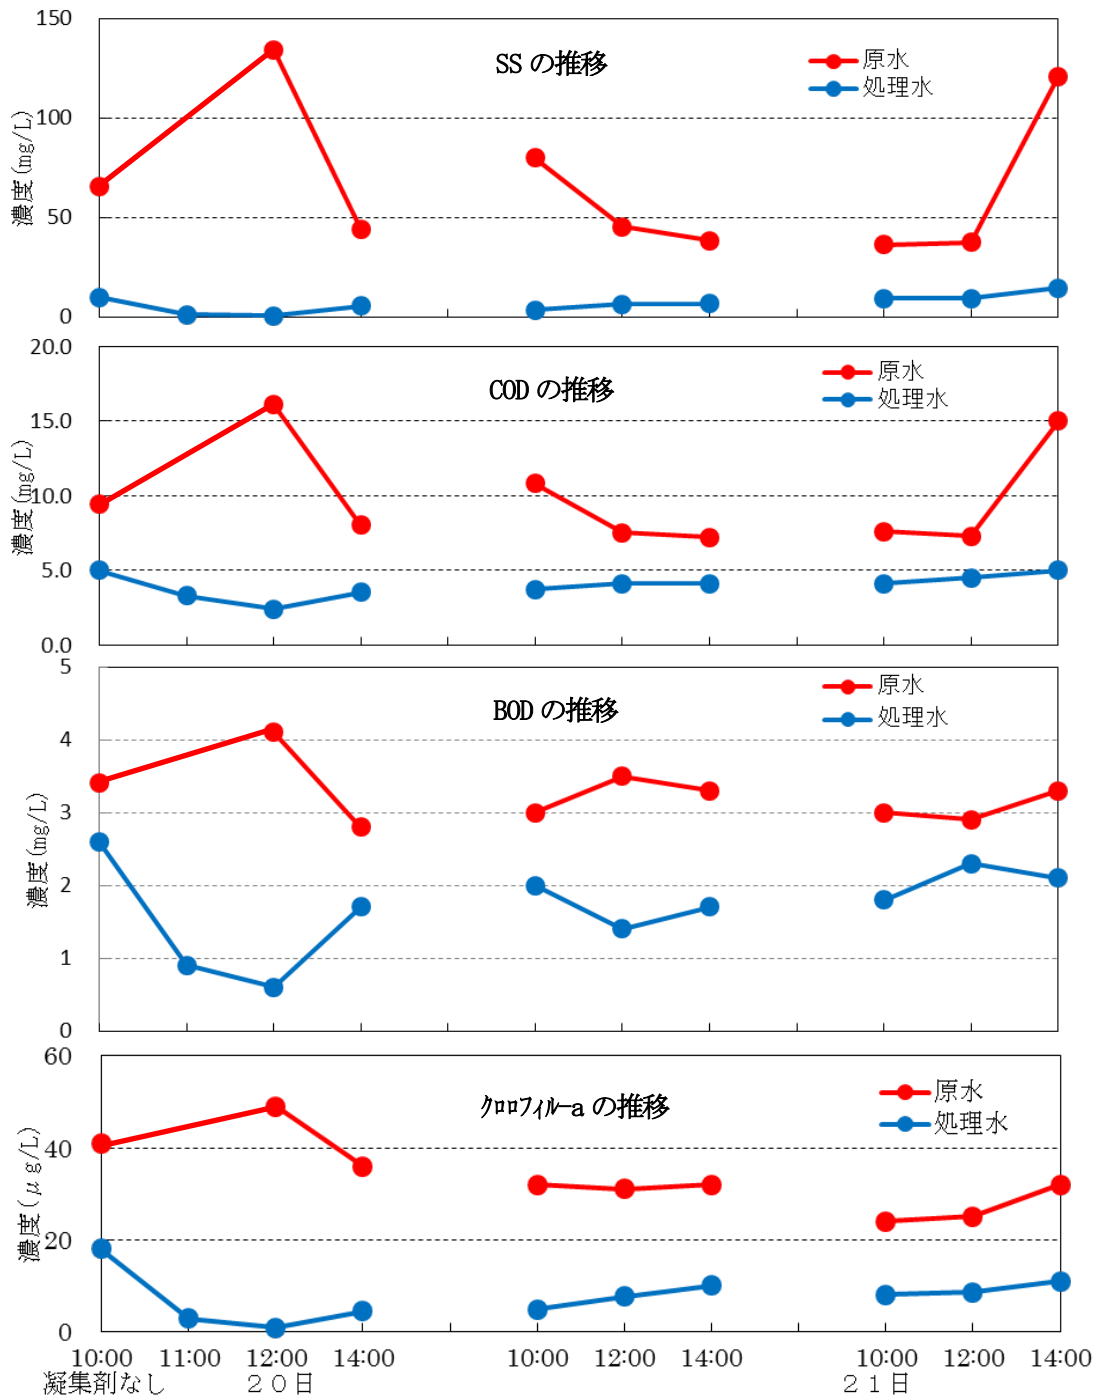 SS の推移
原水
処理水
濃度(mg/L)
150
100
50
0
COD の推移
原水
処理水
濃度(mg/L)
20.0
15.0
10.0
5.0
0.0
BOD の推移
原水
処理水
濃度(mg/L)
5
4
3
2
1
0
ｸﾛﾛﾌｨﾙ-a の推移
原水
処理水
濃度(μg/L)
60
40
20
0
10:00 11:00 12:00 14:00 10:00 12:00 14:00 10:00 12:00 14:00
凝集剤なし ２０日 ２１日